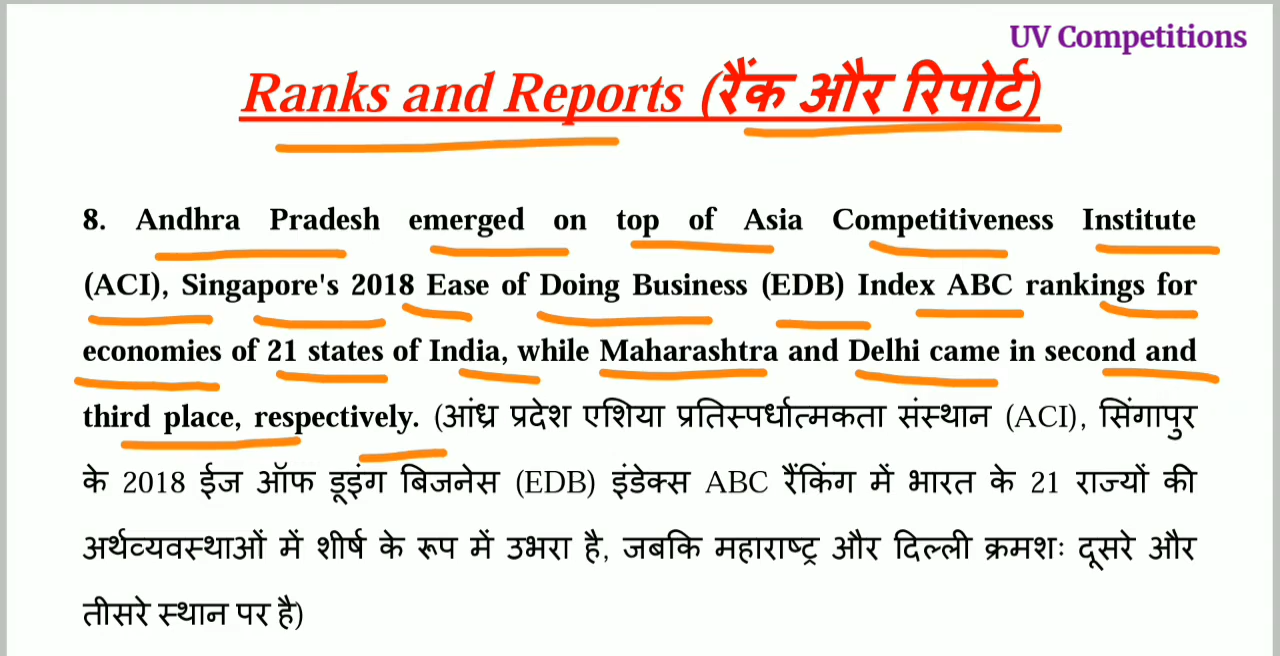 UV Competitions
Ranks and Reports (रैंक और रिपोर्ट)
8. Andhra Pradesh emerged on top of Asia Competitiveness Institute
(ACI), Singapore's 2018 Ease of Doing Business (EDB) Index ABC rankings for
economies of 21 states of India, while Maharashtra and Delhi came in second and
third place, respectively. (आंध्र प्रदेश एशिया प्रतिस्पर्धात्मकता संस्थान (ACI), सिंगापुर
के 2018 ईज ऑफ डूइंग बिजनेस (EDB) इंडेक्स ABC रैंकिंग में भारत के 21 राज्यों की
अर्थव्यवस्थाओं में शीर्ष के रूप में उभरा है, जबकि महाराष्ट्र और दिल्ली क्रमशः दूसरे और
तीसरे स्थान पर है)